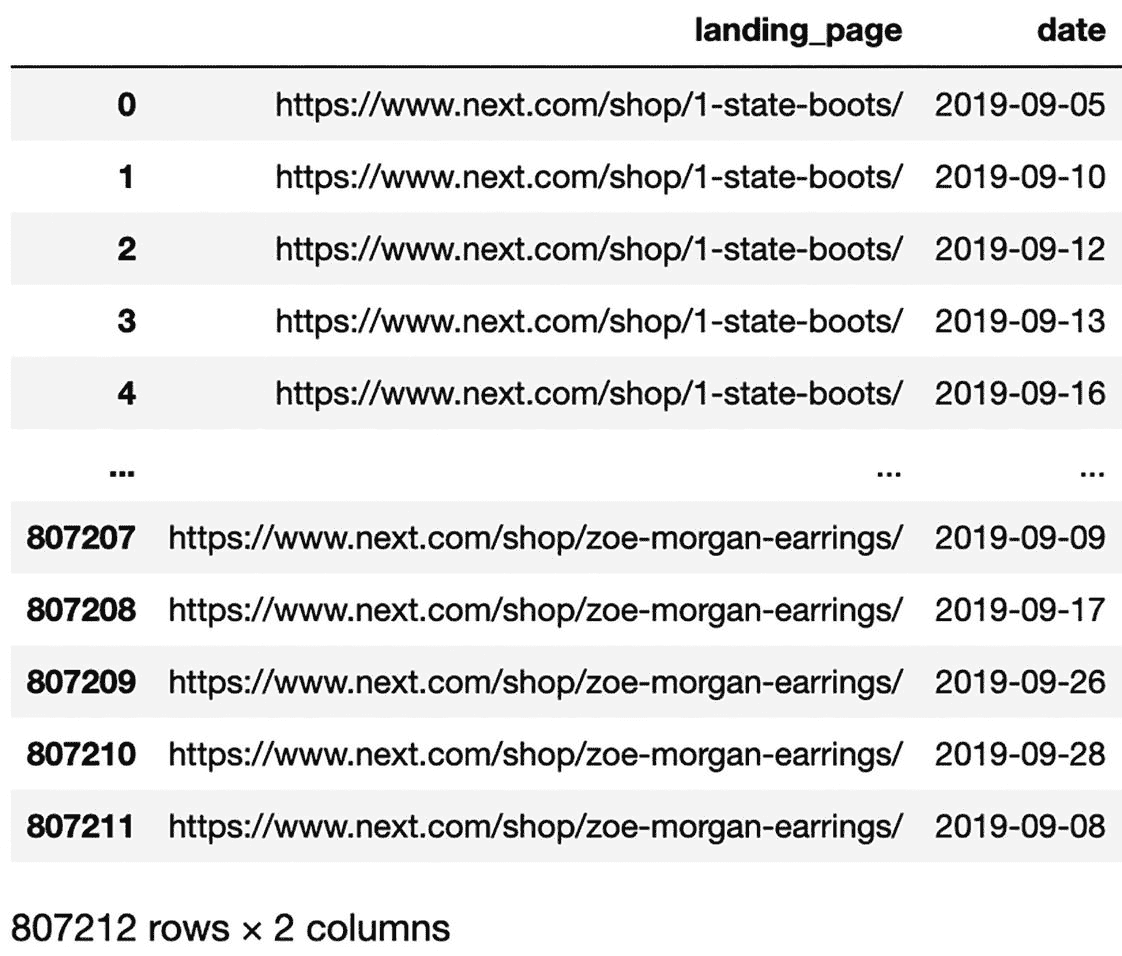 landing_page date
0 https://www.next.com/shop/1-state-boots/ 2019-09-05
1 https://www.next.com/shop/1-state-boots/ 2019-09-10
2 https://www.next.com/shop/1-state-boots/ 2019-09-12
3 https://www.next.com/shop/1-state-boots/ 2019-09-13
4 https://www.next.com/shop/1-state-boots/ 2019-09-16
... ... ...
807207 https://www.next.com/shop/zoe-morgan-earrings/ 2019-09-09
807208 https://www.next.com/shop/zoe-morgan-earrings/ 2019-09-17
807209 https://www.next.com/shop/zoe-morgan-earrings/ 2019-09-26
807210 https://www.next.com/shop/zoe-morgan-earrings/ 2019-09-28
807211 https://www.next.com/shop/zoe-morgan-earrings/ 2019-09-08
807212 rows × 2 columns